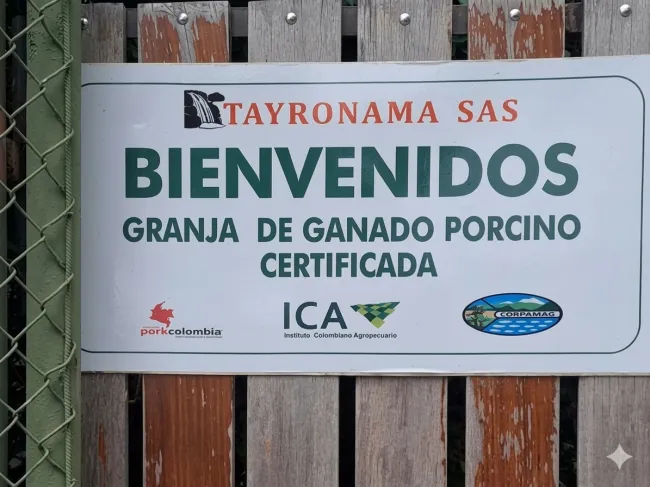 TAYRONAMA SAS
BIENVENIDOS
GRANJA DE GANADO PORCINO
CERTIFICADA
porkcolombia
ICA
Instituto Colombiano Agropecuario
CORPAMAG